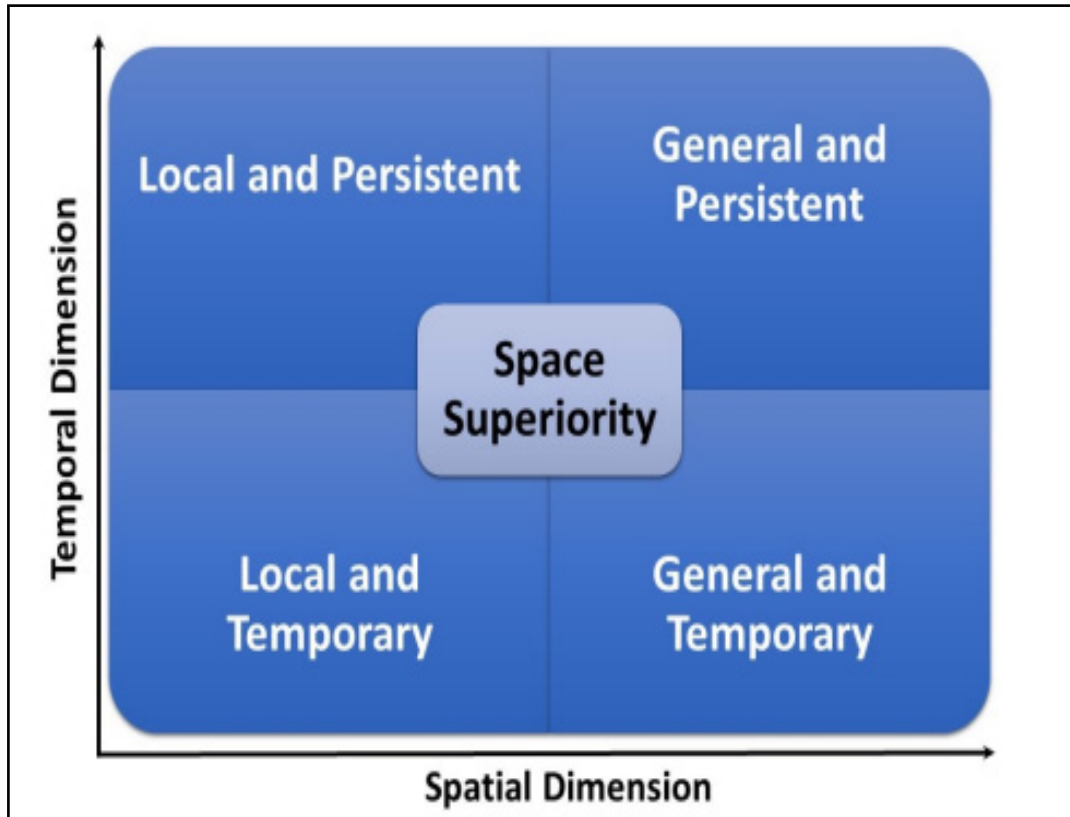 Temporal Dimension
Local and Persistent
General and
Persistent
Space
Superiority
Local and
Temporary
General and
Temporary
Spatial Dimension